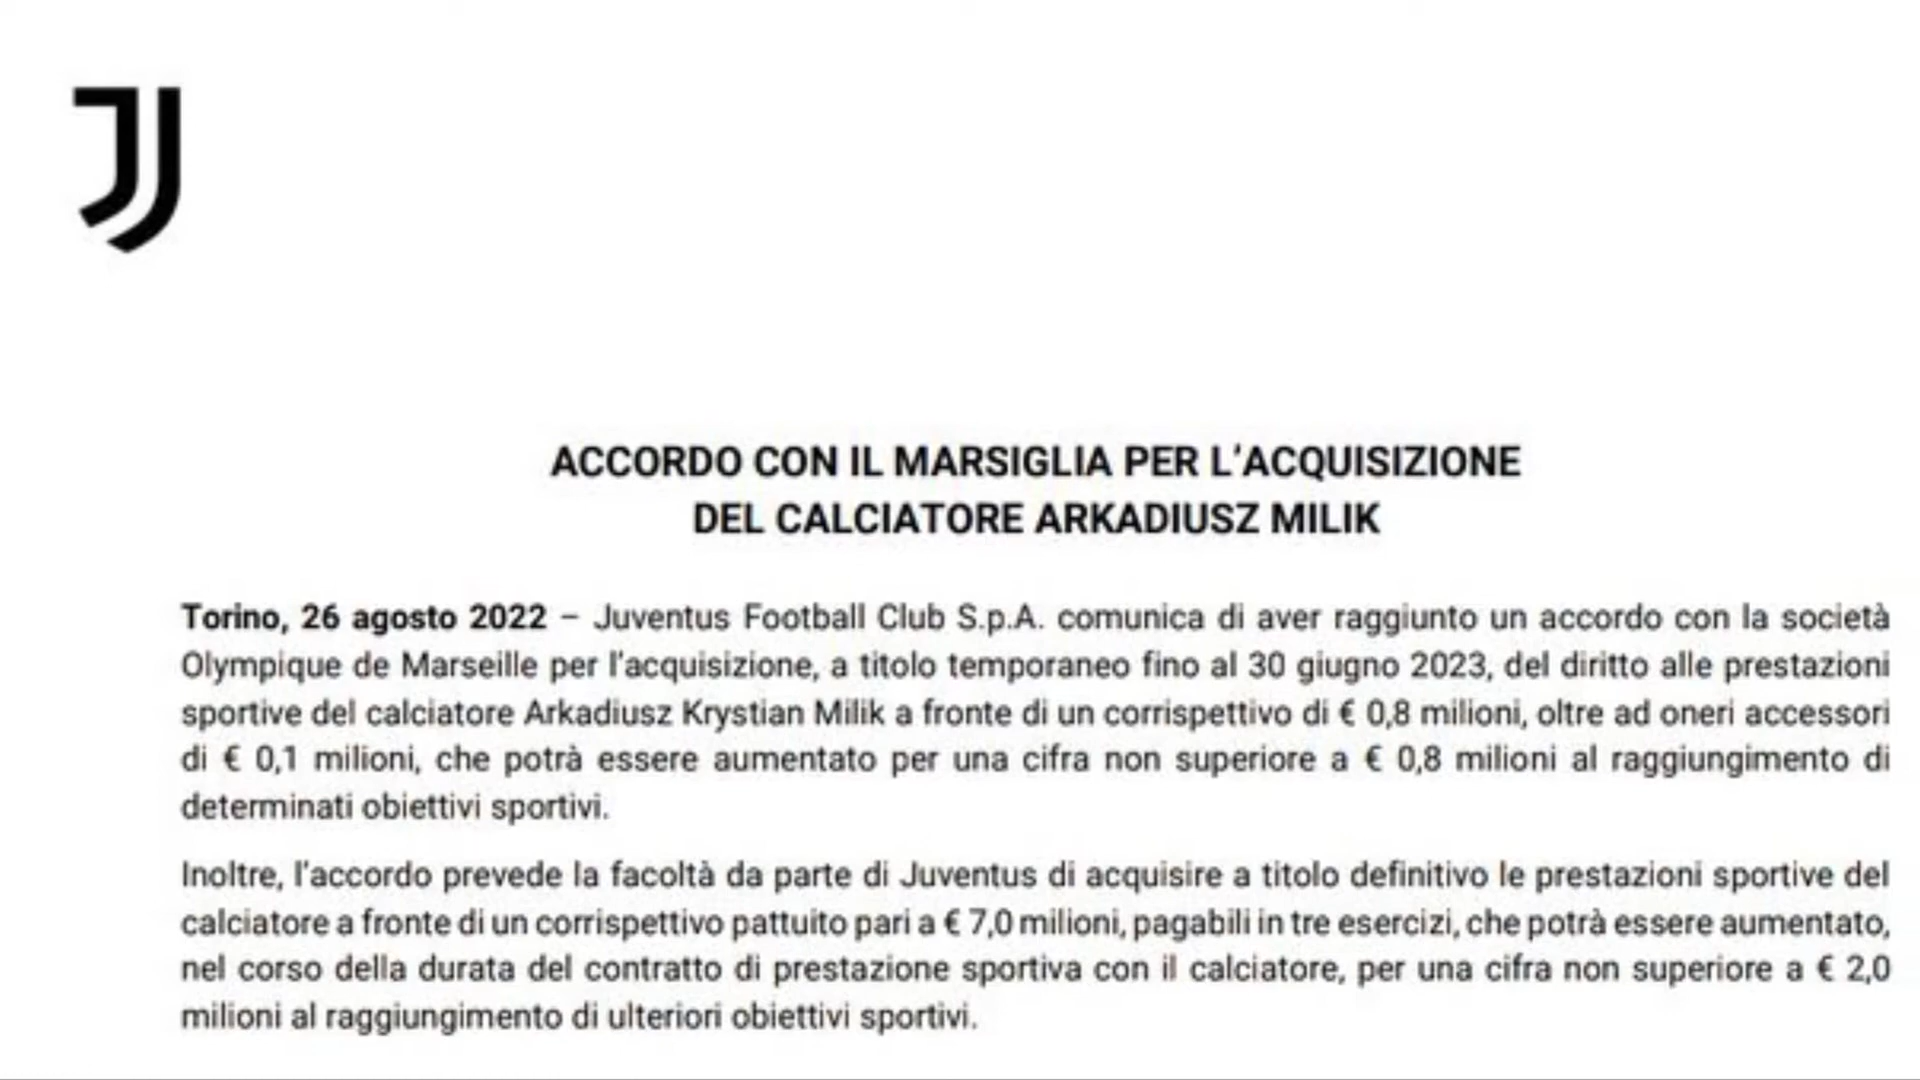 ACCORDO CON IL MARSIGLIA PER L'ACQUISIZIONE
DEL CALCIATORE ARKADIUSZ MILIK
Torino, 26 agosto 2022 – Juventus Football Club S.p.A. comunica di aver raggiunto un accordo con la società
Olympique de Marseille per l'acquisizione, a titolo temporaneo fino al 30 giugno 2023, del diritto alle prestazioni
sportive del calciatore Arkadiusz Krystian Milik a fronte di un corrispettivo di € 0,8 milioni, oltre ad oneri accessori
di € 0,1 milioni, che potrà essere aumentato per una cifra non superiore a € 0,8 milioni al raggiungimento di
determinati obiettivi sportivi.
Inoltre, l'accordo prevede la facoltà da parte di Juventus di acquisire a titolo definitivo le prestazioni sportive del
calciatore a fronte di un corrispettivo pattuito pari a € 7,0 milioni, pagabili in tre esercizi, che potrà essere aumentato,
nel corso della durata del contratto di prestazione sportiva con il calciatore, per una cifra non superiore a € 2,0
milioni al raggiungimento di ulteriori obiettivi sportivi.